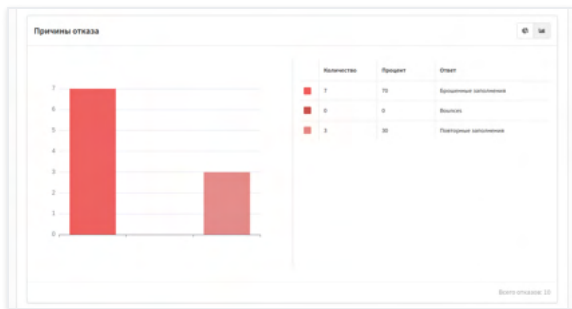 Причины отказа
Количество Процент Ответ
7 70 Брошенные заполнения
0 0 Bounces
3 30 Повторные заполнения
7
6
5
4
3
2
1
0
Всего отказов: 10